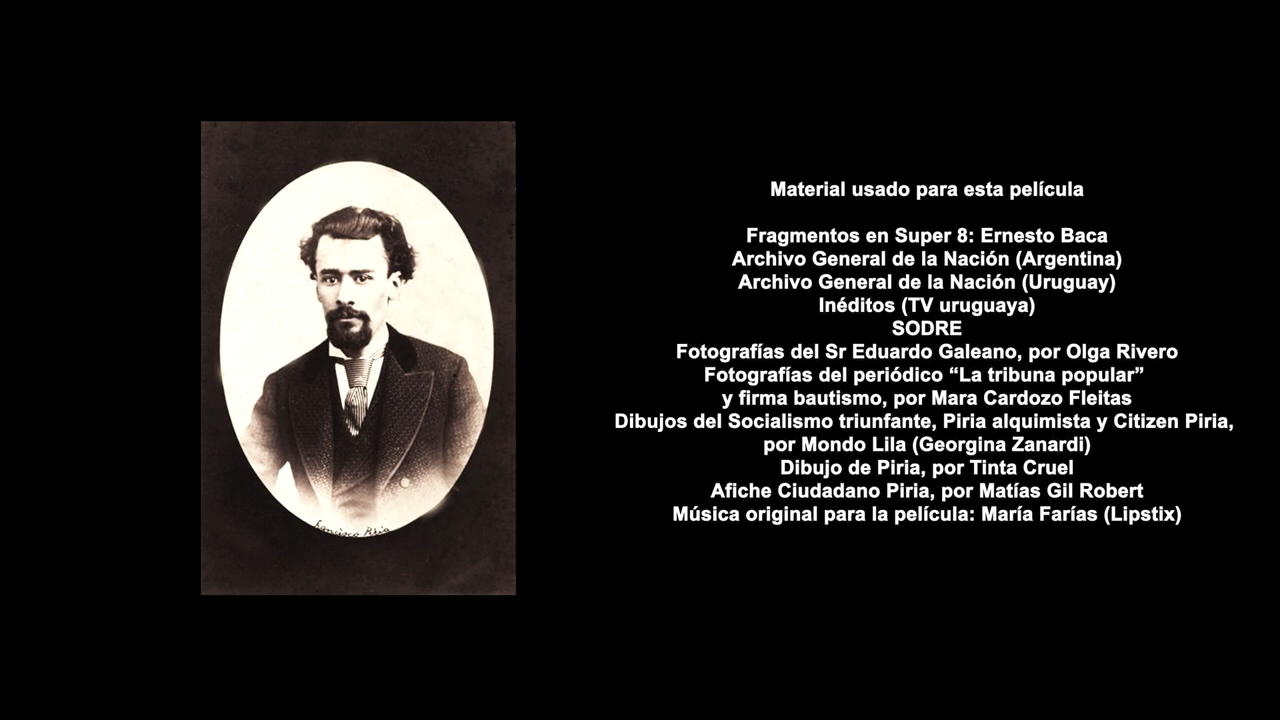 Francisco Piria
Material usado para esta película
Fragmentos en Super 8: Ernesto Baca
Archivo General de la Nación (Argentina)
Archivo General de la Nación (Uruguay)
Inéditos (TV uruguaya)
SODRE
Fotografías del Sr Eduardo Galeano, por Olga Rivero
Fotografías del periódico “La tribuna popular”
y firma bautismo, por Mara Cardozo Fleitas
Dibujos del Socialismo triunfante, Piria alquimista y Citizen Piria,
por Mondo Lila (Georgina Zanardi)
Dibujo de Piria, por Tinta Cruel
Afiche Ciudadano Piria, por Matías Gil Robert
Música original para la película: María Farías (Lipstix)